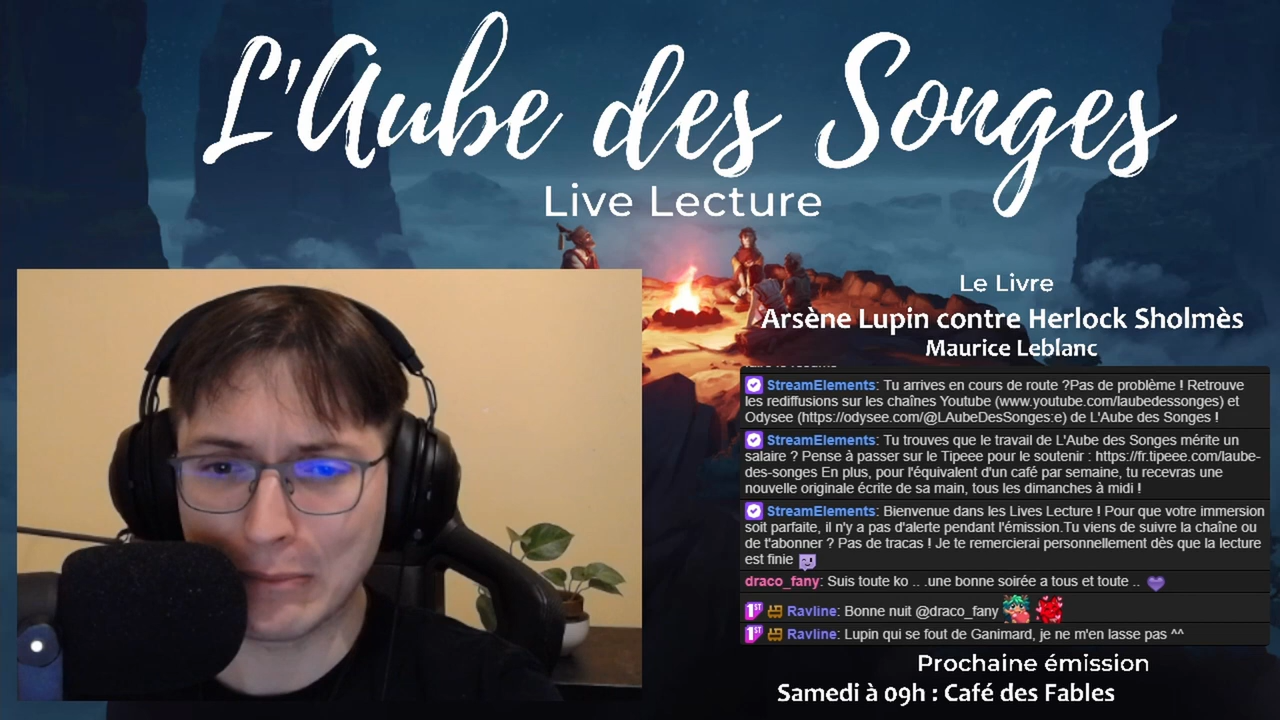 L'Aube des Songes
Live Lecture
Le Livre
Arsène Lupin contre Herlock Sholmès
Maurice Leblanc
StreamElements: Tu arrives en cours de route ?Pas de problème ! Retrouve
les rediffusions sur les chaînes Youtube (www.youtube.com/laubedessonges) et
Odysee (https://odysee.com/@LAubeDesSonges:e) de L'Aube des Songes !
StreamElements: Tu trouves que le travail de L'Aube des Songes mérite un
salaire ? Pense à passer sur le Tipeee pour le soutenir : https://fr.tipeee.com/laube-
des-songes En plus, pour l'équivalent d'un café par semaine, tu recevras une
nouvelle originale écrite de sa main, tous les dimanches à midi !
StreamElements: Bienvenue dans les Lives Lecture ! Pour que votre immersion
soit parfaite, il n'y a pas d'alerte pendant l'émission.Tu viens de suivre la chaîne ou
de t'abonner ? Pas de tracas ! Je te remercierai personnellement dès que la lecture
est finie
draco_fany: Suis toute ko .. .une bonne soirée a tous et toute ..
1ST Ravline: Bonne nuit @draco_fany
1ST Ravline: Lupin qui se fout de Ganimard, je ne m'en lasse pas ^^
Prochaine émission
Samedi à 09h : Café des Fables